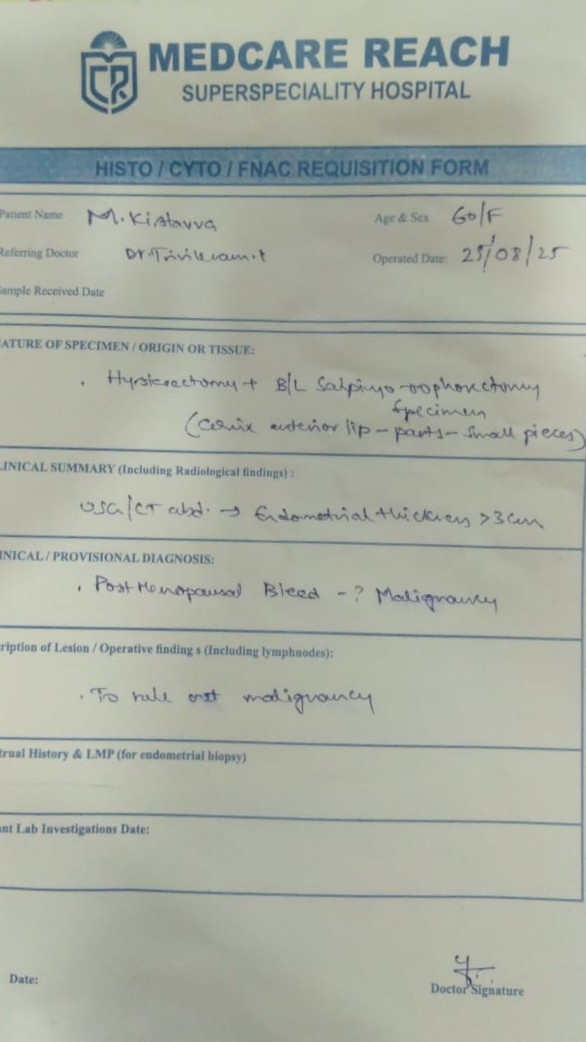 MEDCARE REACH
SUPERSPECIALITY HOSPITAL
HISTO / CYTO / FNAC REQUISITION FORM
Patient Name M. Kistavva Age & Sex 60/F
Referring Doctor Dr. Trivikram.t Operated Date: 25/08/25
ample Received Date
ATURE OF SPECIMEN / ORIGIN OR TISSUE:
. Hysterectomy + B/L Salpingo-oophorectomy
Specimen
(Cervix anterior lip - parts - small pieces)
LINICAL SUMMARY (Including Radiological findings) :
USG/CT abd. → Endometrial thickness >3cm
INICAL / PROVISIONAL DIAGNOSIS:
. Post Menopausal Bleed - ? Malignancy
ription of Lesion / Operative finding s (Including lymphnodes):
. To rule out malignancy
trual History & LMP (for endometrial biopsy)
ant Lab Investigations Date:
Date:
Doctor Signature